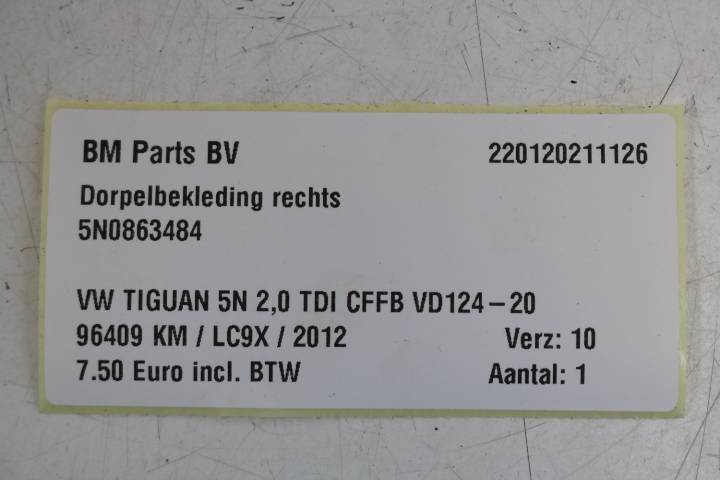 BM Parts BV 220120211126
Dorpelbekleding rechts
5N0863484
VW TIGUAN 5N 2,0 TDI CFFB VD124-20
96409 KM / LC9X / 2012 Verz: 10
7.50 Euro incl. BTW Aantal: 1